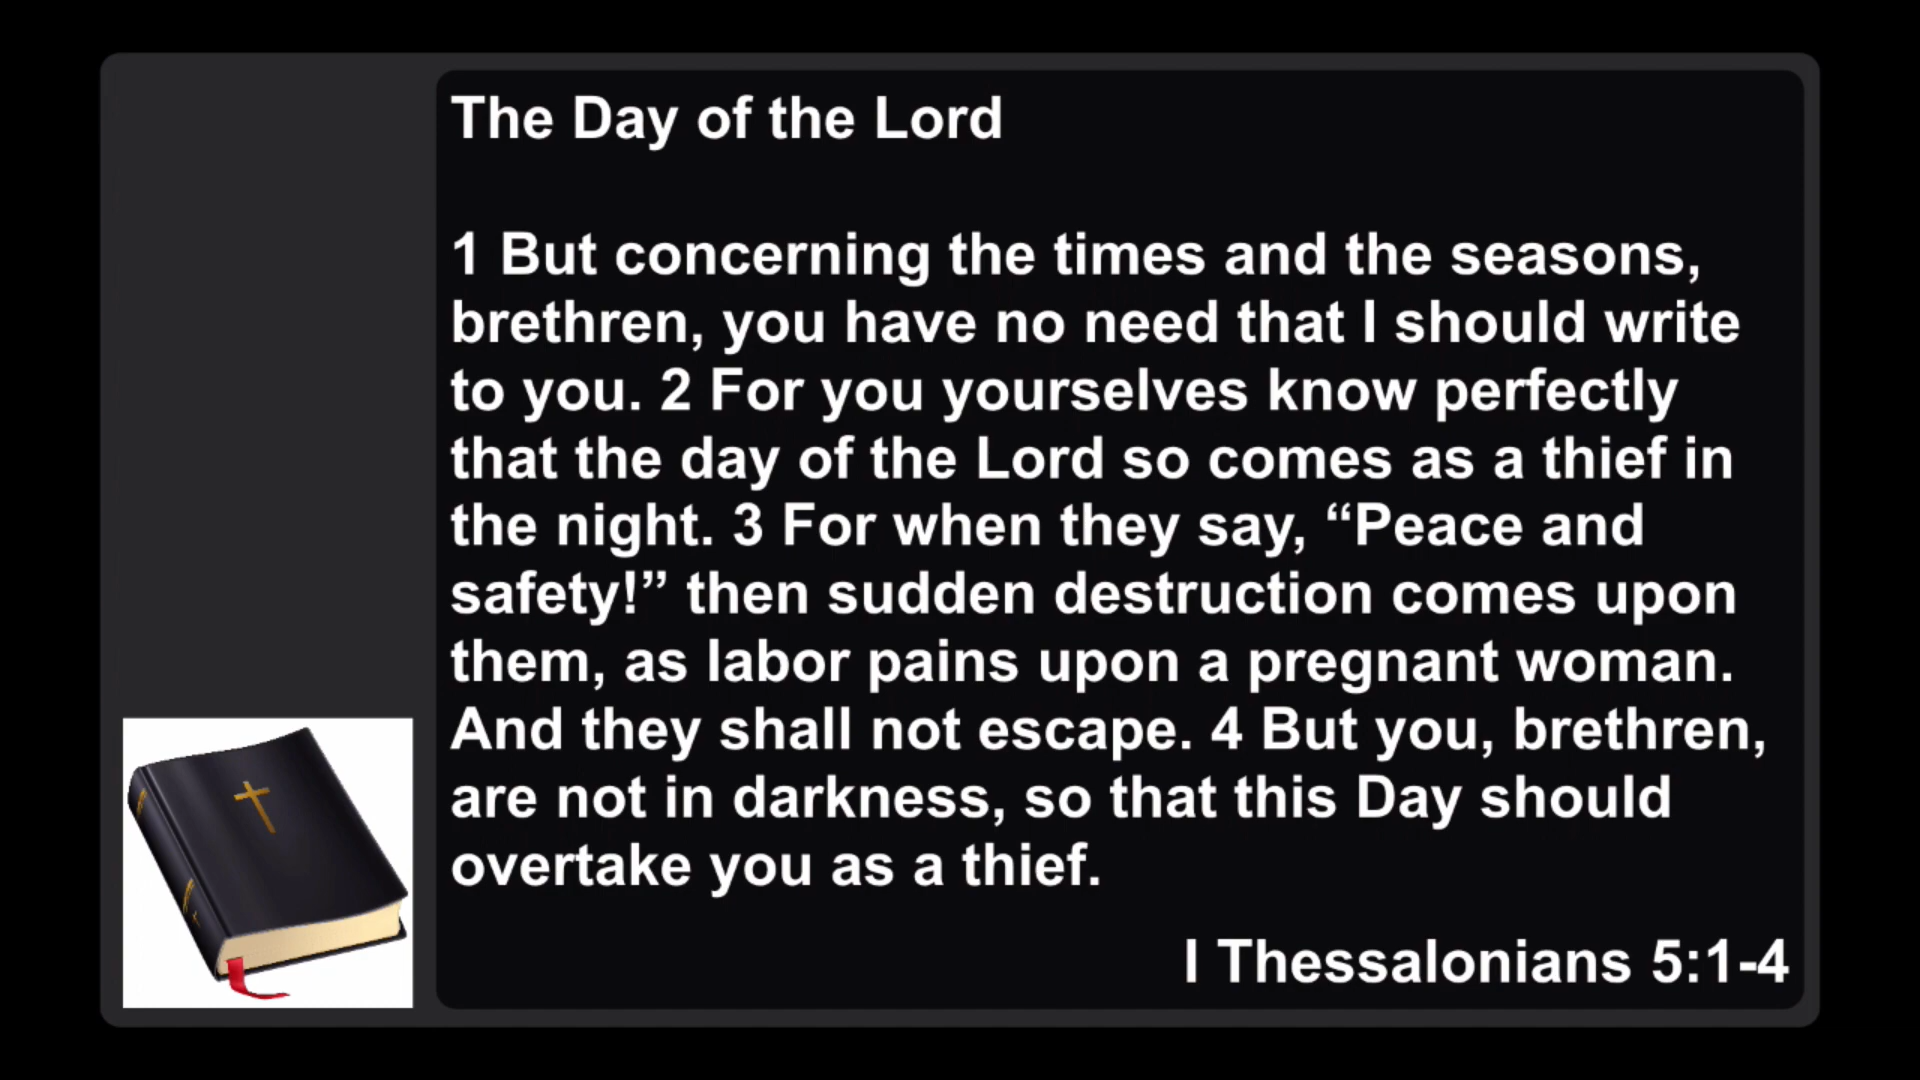 The Day of the Lord
1 But concerning the times and the seasons,
brethren, you have no need that I should write
to you. 2 For you yourselves know perfectly
that the day of the Lord so comes as a thief in
the night. 3 For when they say, “Peace and
safety!” then sudden destruction comes upon
them, as labor pains upon a pregnant woman.
And they shall not escape. 4 But you, brethren,
are not in darkness, so that this Day should
overtake you as a thief.
I Thessalonians 5:1-4